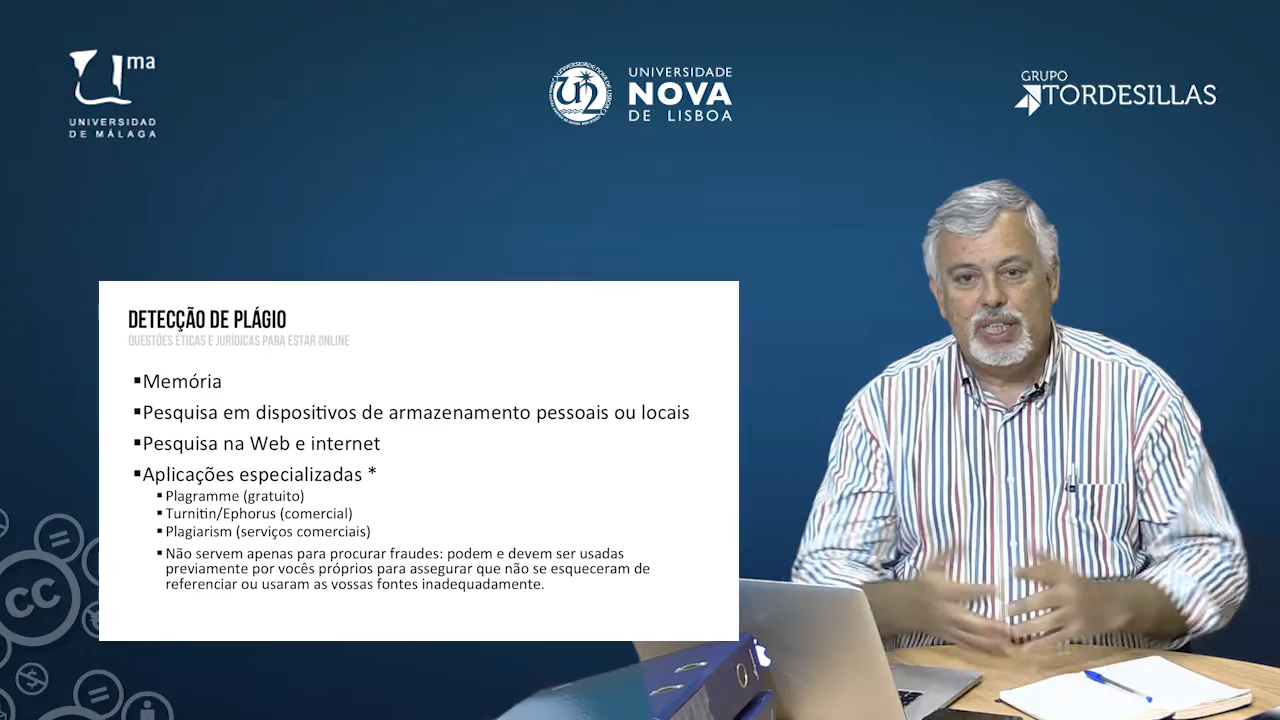 ma
UNIVERSIDAD
DE MÁLAGA
UNIVERSIDADE
NOVA
DE LISBOA
GRUPO
TORDESILLAS
DETECÇÃO DE PLÁGIO
QUESTÕES ÉTICAS E JURÍDICAS PARA ESTAR ONLINE
▪Memória
▪Pesquisa em dispositivos de armazenamento pessoais ou locais
▪Pesquisa na Web e internet
▪Aplicações especializadas *
▪Plagramme (gratuito)
▪Turnitin/Ephorus (comercial)
▪Plagiarism (serviços comerciais)
▪Não servem apenas para procurar fraudes: podem e devem ser usadas
previamente por vocês próprios para assegurar que não se esqueceram de
referenciar ou usaram as vossas fontes inadequadamente.
CC